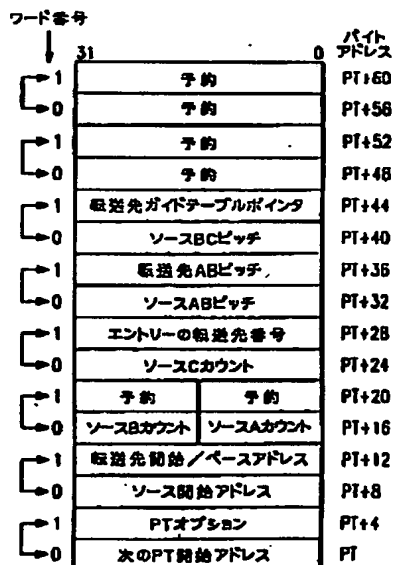 ワード番号
バイト
アドレス
31 0
1 予約 PT+60
0 予約 PT+56
1 予約 PT+52
0 予約 PT+48
1 転送先ガイドテーブルポインタ PT+44
0 ソースBCピッチ PT+40
1 転送先ABピッチ PT+36
0 ソースABピッチ PT+32
1 エントリーの転送先番号 PT+28
0 ソースCカウント PT+24
1 予約 予約 PT+20
0 ソースBカウント ソースAカウント PT+16
1 転送先開始/ベースアドレス PT+12
0 ソース開始アドレス PT+8
1 PTオプション PT+4
0 次のPT開始アドレス PT